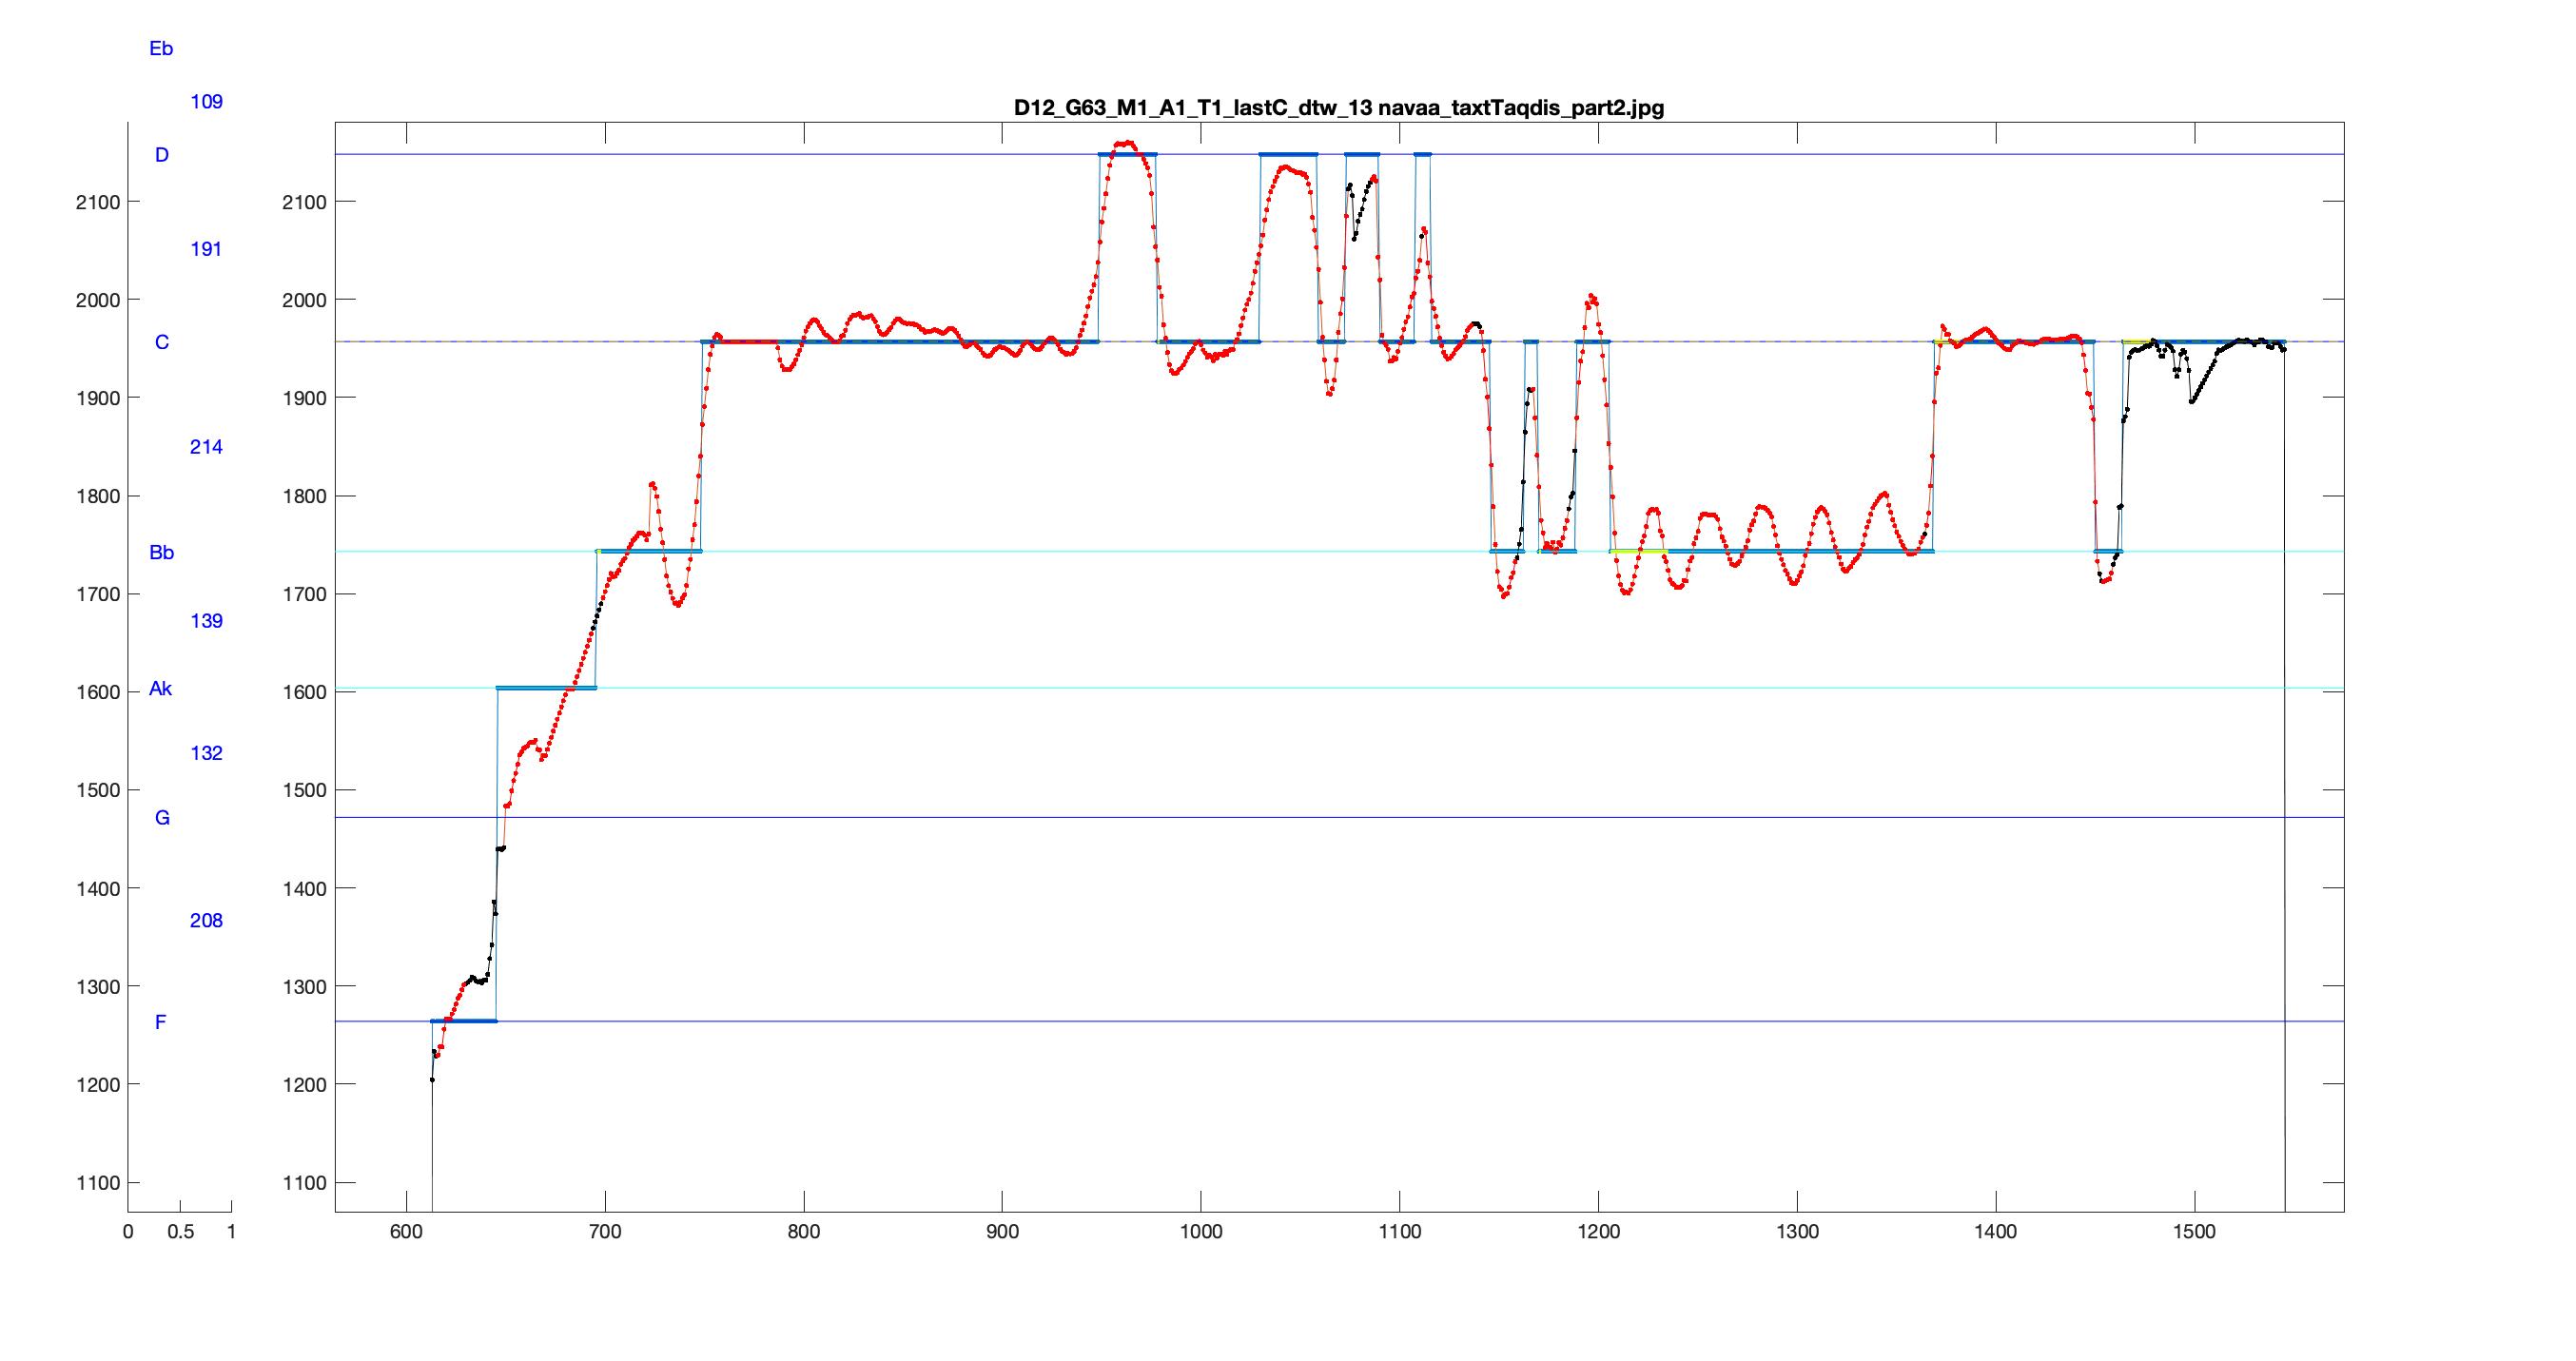 Eb
109
D12_G63_M1_A1_T1_lastC_dtw_13 navaa_taxtTaqdis_part2.jpg
D
2100 2100
191
2000 2000
C
1900 1900
214
1800 1800
Bb
1700 1700
139
1600 Ak 1600
132
1500 1500
G
1400 1400
208
1300 1300
F
1200 1200
1100 1100
0 0.5 1 600 700 800 900 1000 1100 1200 1300 1400 1500